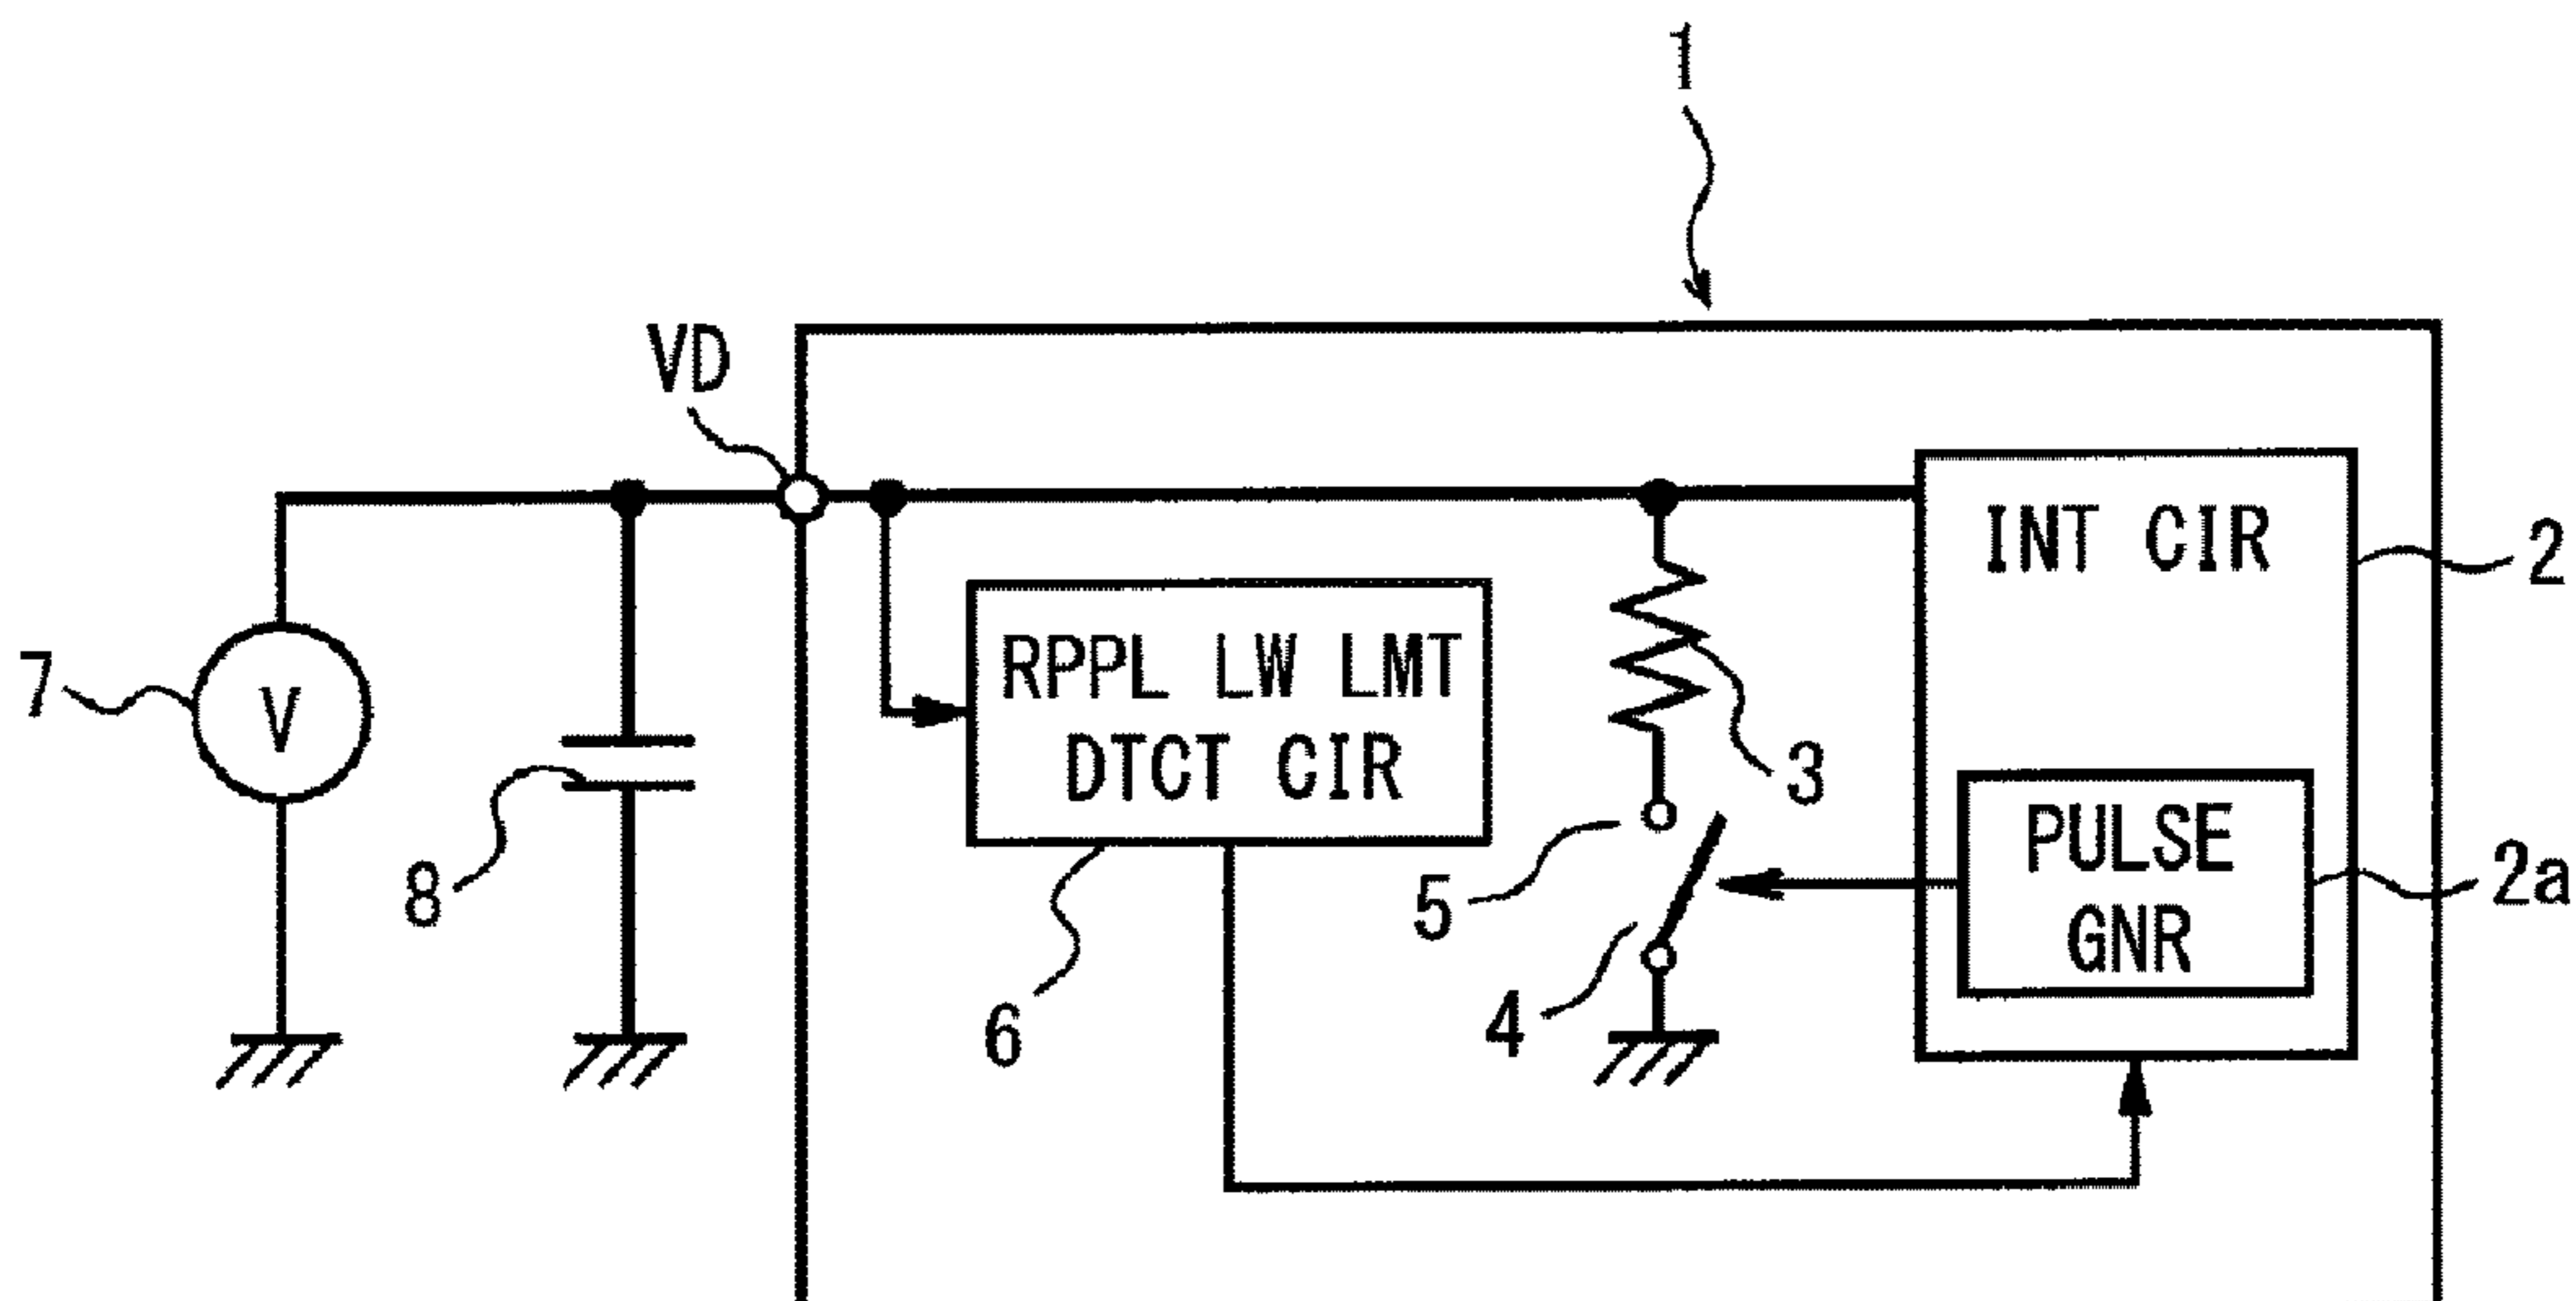 1
VD
INT CIR
2
RPPL LW LMT
DTCT CIR
7
V
3
8
5
PULSE
GNR
2a
4
6